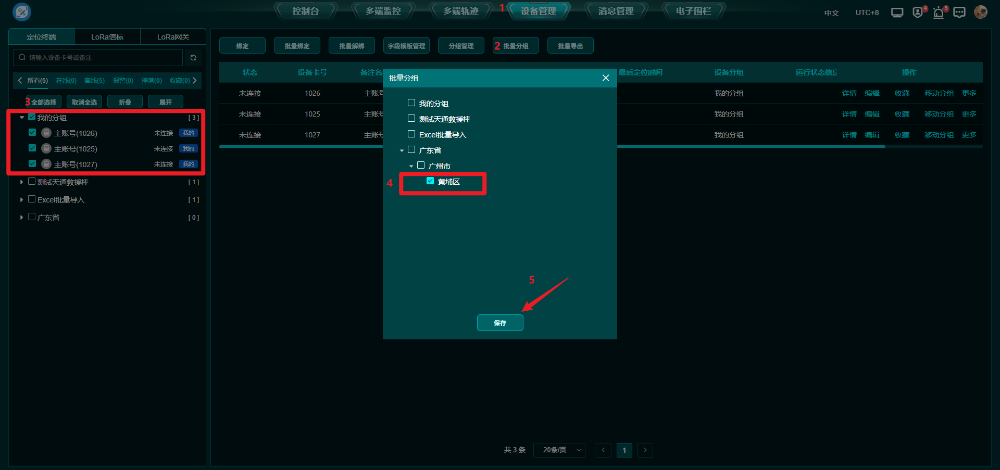 控制台
多端监控
多端轨迹
1
设备管理
消息管理
电子围栏
中文
UTC+8
4
5
定位终端
LoRa信标
LoRa网关
请输入设备卡号或备注
所有(5)
在线(0)
离线(5)
报警(0)
停港(0)
收藏(0)
3
全部选择
取消全选
折叠
展开
我的分组
[ 3 ]
主账号(1026)
未连接
我的
主账号(1025)
未连接
我的
主账号(1027)
未连接
我的
测试天通救援棒
[ 1 ]
Excel批量导入
[ 1 ]
广东省
[ 0 ]
绑定
批量绑定
批量解绑
字段模板管理
分组管理
2
批量分组
批量导出
状态
设备卡号
备注名
最后定位时间
设备分组
运行状态信息
操作
未连接
1026
主账号
我的分组
详情
编辑
收藏
移动分组
更多
未连接
1025
主账号
我的分组
详情
编辑
收藏
移动分组
更多
未连接
1027
主账号
我的分组
详情
编辑
收藏
移动分组
更多
批量分组
我的分组
测试天通救援棒
Excel批量导入
广东省
广州市
4
黄埔区
5
保存
共 3 条
20条/页
1